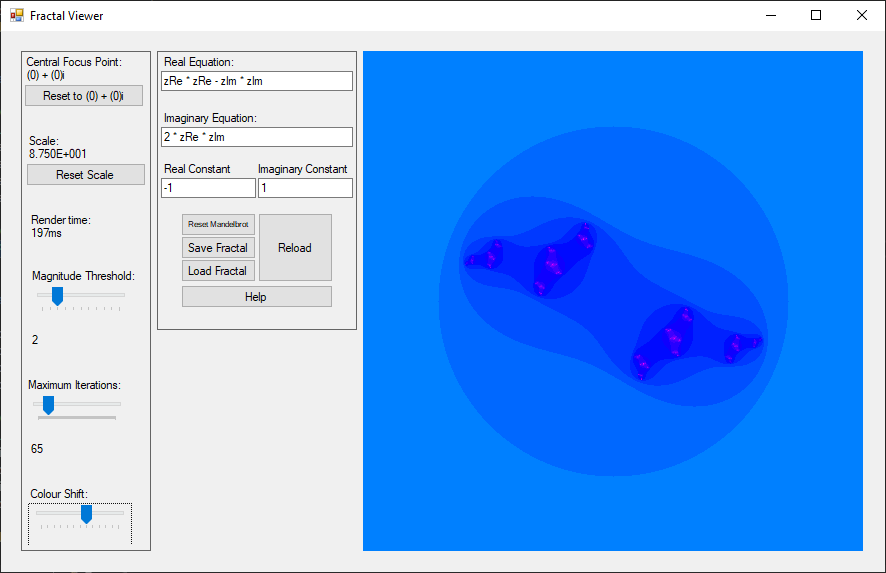 Fractal Viewer
Central Focus Point:
(0) + (0)i
Reset to (0) + (0)i
Scale:
8.750E+001
Reset Scale
Render time:
197ms
Magnitude Threshold:
2
Maximum Iterations:
65
Colour Shift:
Real Equation:
zRe * zRe - zIm * zIm
Imaginary Equation:
2 * zRe * zIm
Real Constant
Imaginary Constant
-1
1
Reset Mandelbrot
Save Fractal
Load Fractal
Reload
Help